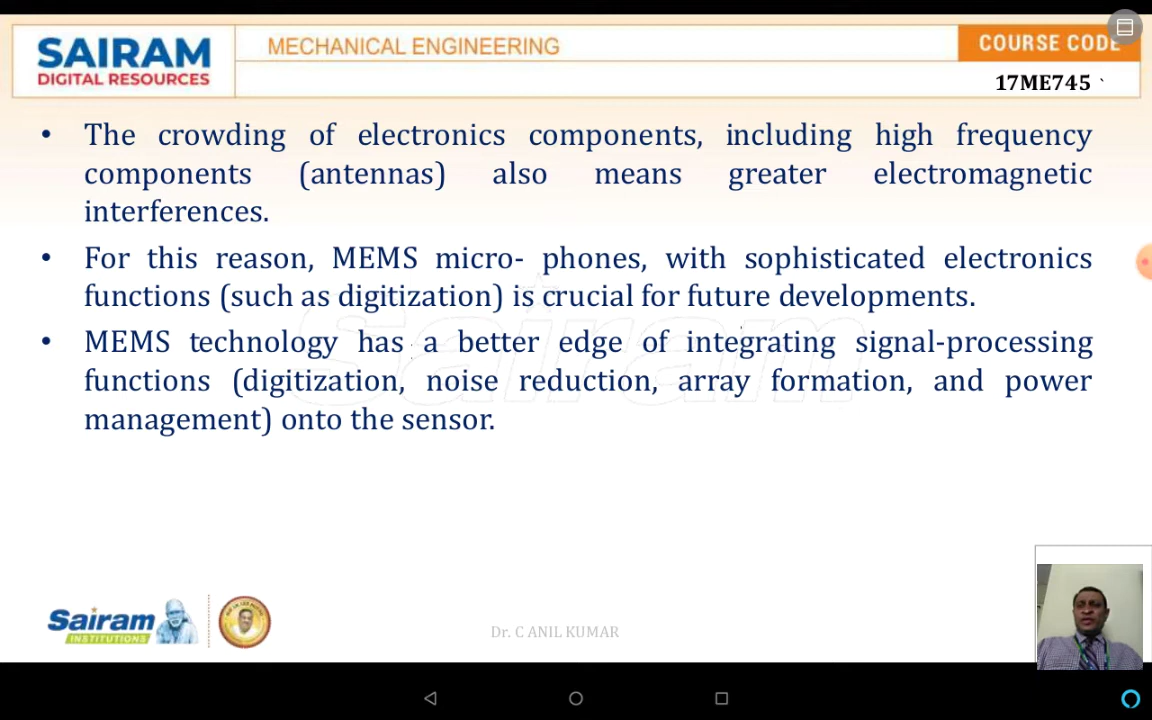 SAIRAM
DIGITAL RESOURCES
MECHANICAL ENGINEERING
COURSE CODE
17ME745 `
• The crowding of electronics components, including high frequency
components (antennas) also means greater electromagnetic
interferences.
• For this reason, MEMS micro- phones, with sophisticated electronics
functions (such as digitization) is crucial for future developments.
• MEMS technology has a better edge of integrating signal-processing
functions (digitization, noise reduction, array formation, and power
management) onto the sensor.
Sairam
Sairam
INSTITUTIONS
Dr. C ANIL KUMAR